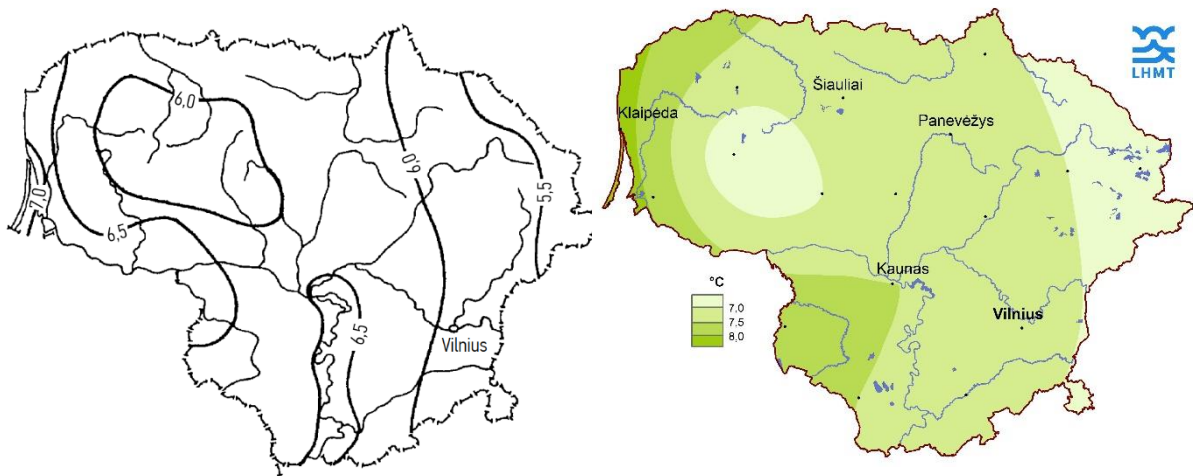 6,0
7,0
6,5
6,0
5,5
6,5
Vilnius
LHMT
Šiauliai
Klaipėda
Panevėžys
Kaunas
°C
7,0
7,5
8,0
Vilnius